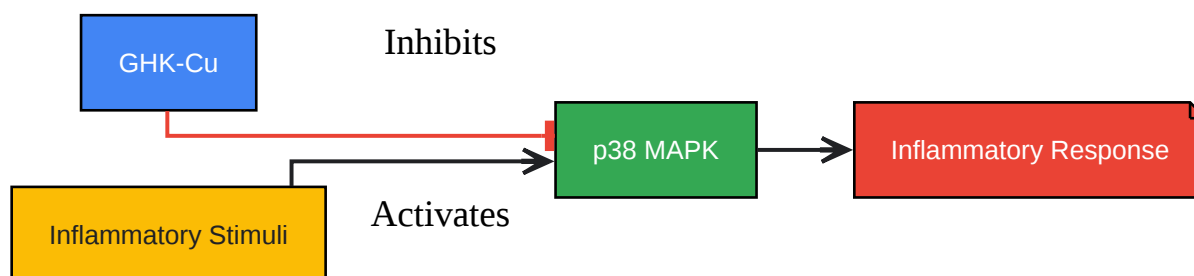 Inhibits
GHK-Cu
p38 MAPK
Inflammatory Response
Activates
Inflammatory Stimuli